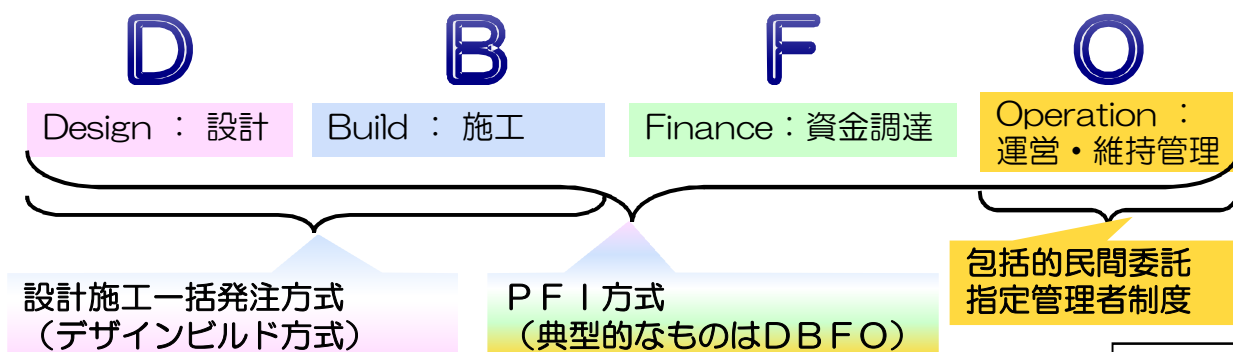 D B F O
Design : 設計
Build : 施工
Finance:資金調達
Operation :
運営・維持管理
設計施工一括発注方式
(デザインビルド方式)
PFI方式
(典型的なものはDBFO)
包括的民間委託
指定管理者制度